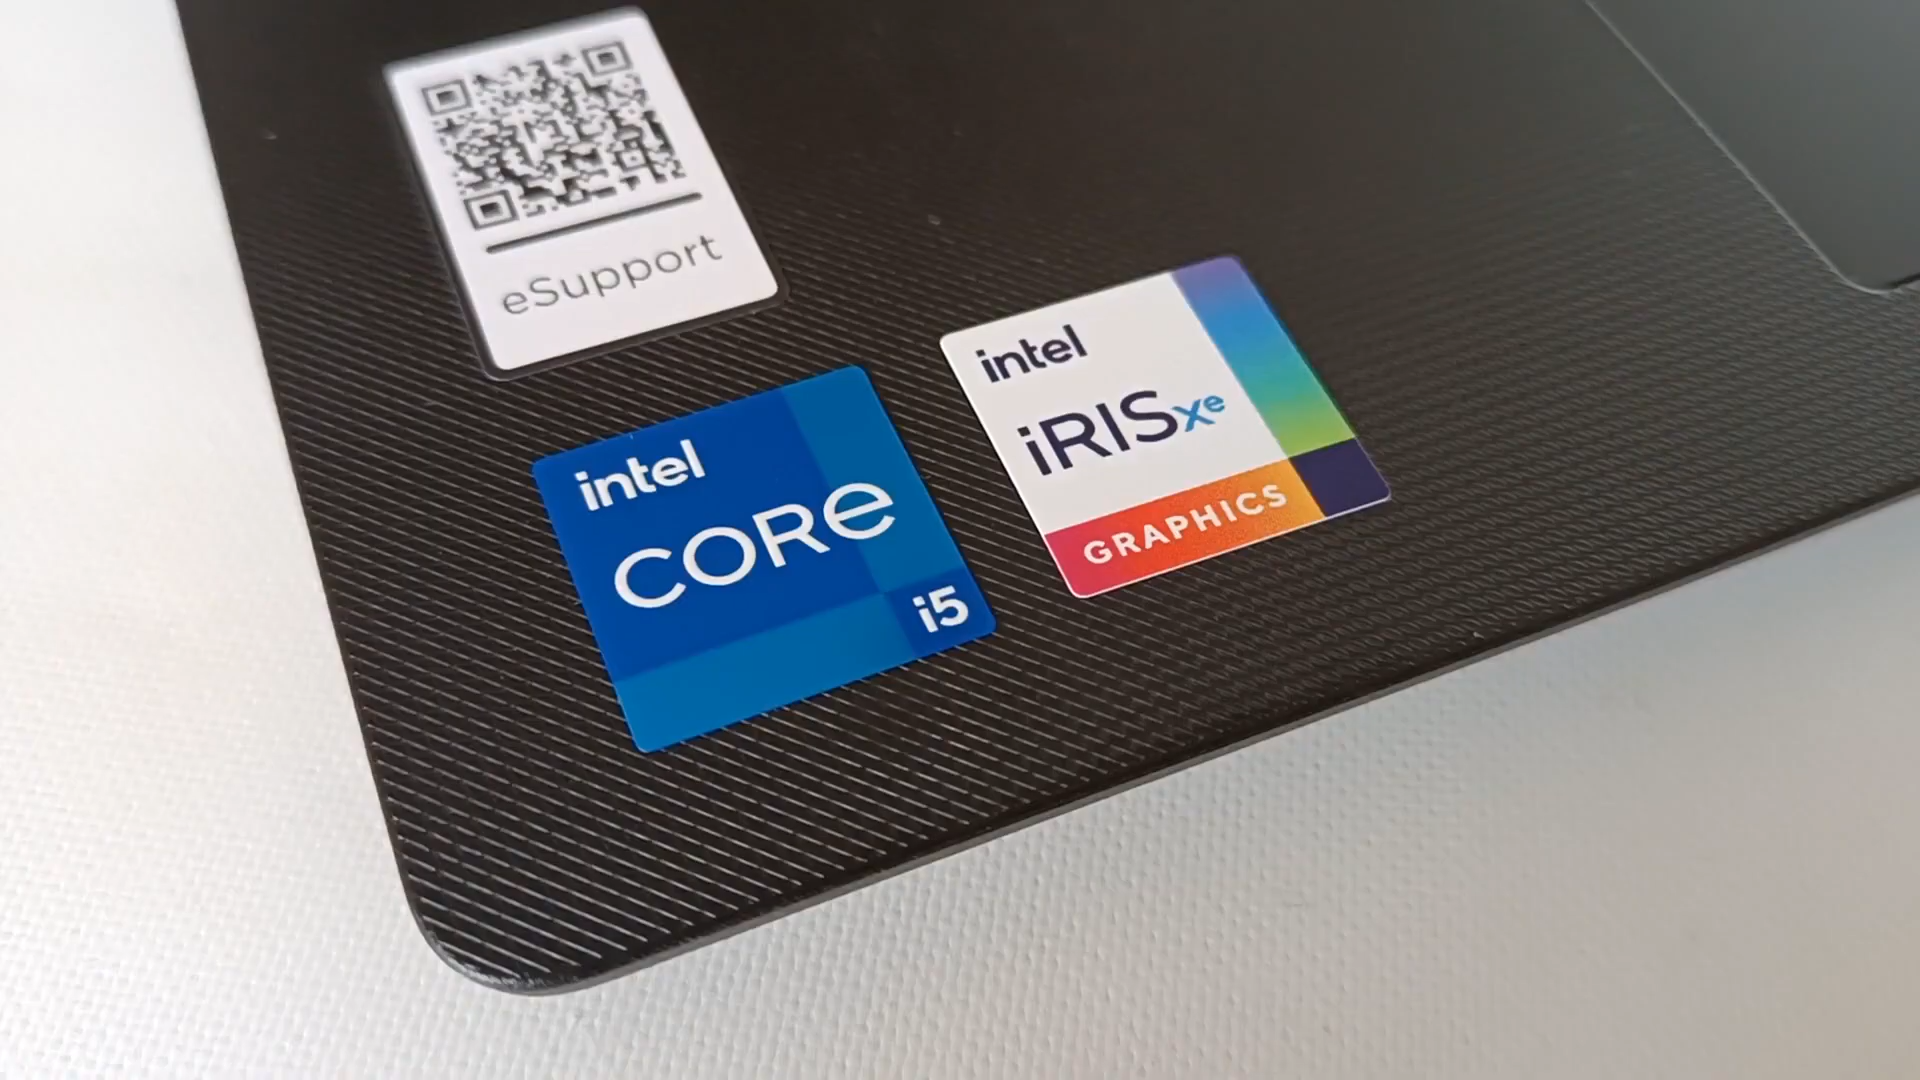 eSupport
intel
CORe
i5
intel
iRISxe
GRAPHICS